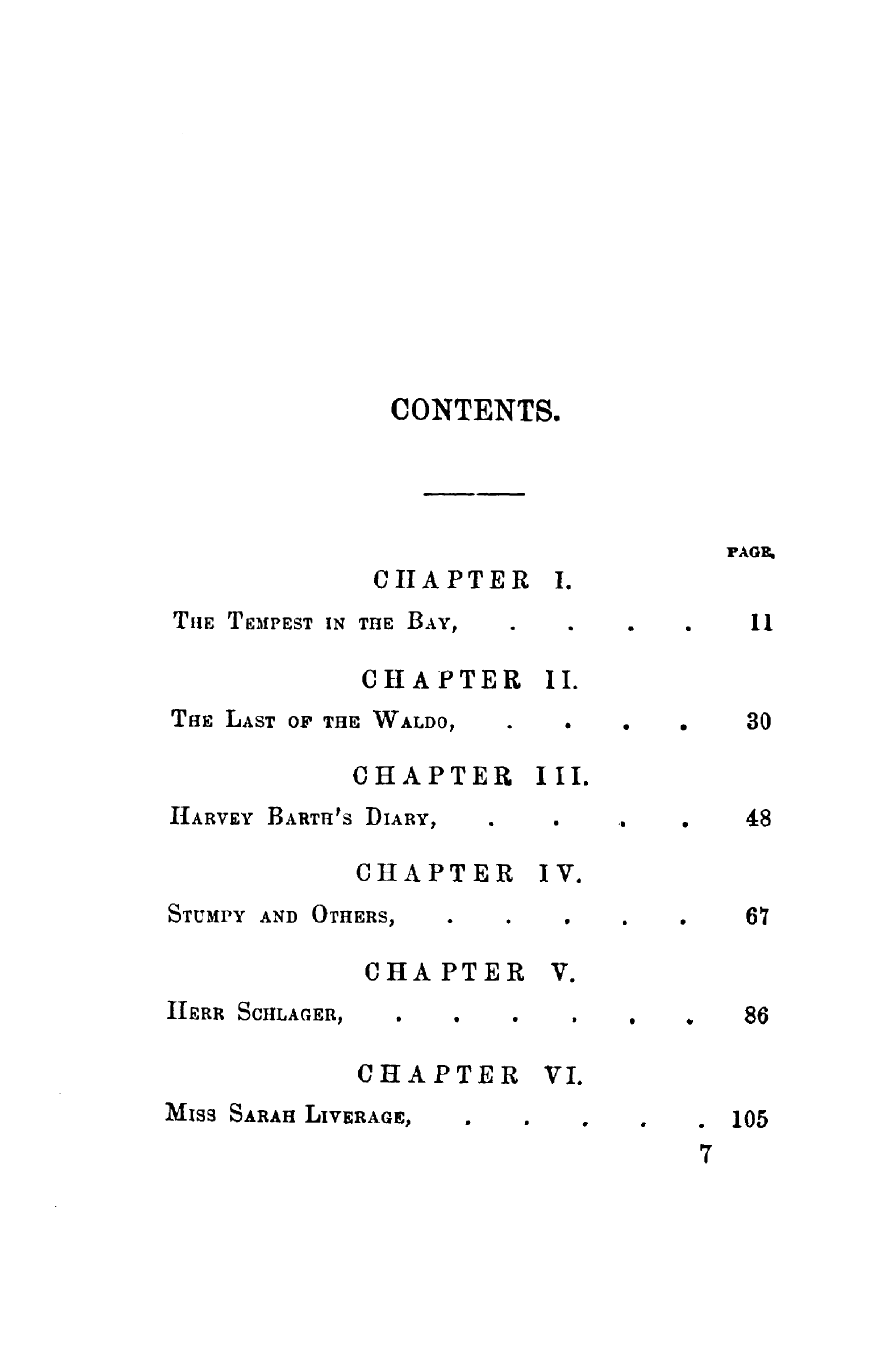 CONTENTS.
PAGE.
CHAPTER I.
THE TEMPEST IN THE BAY, . . . . 11
CHAPTER II.
THE LAST OF THE WALDO, . . . . 30
CHAPTER III.
HARVEY BARTH'S DIARY, . . . . 48
CHAPTER IV.
STUMPY AND OTHERS, . . . . . 67
CHAPTER V.
HERR SCHLAGER, . . . . . . 86
CHAPTER VI.
MISS SARAH LIVERAGE, . . . . . 105
7